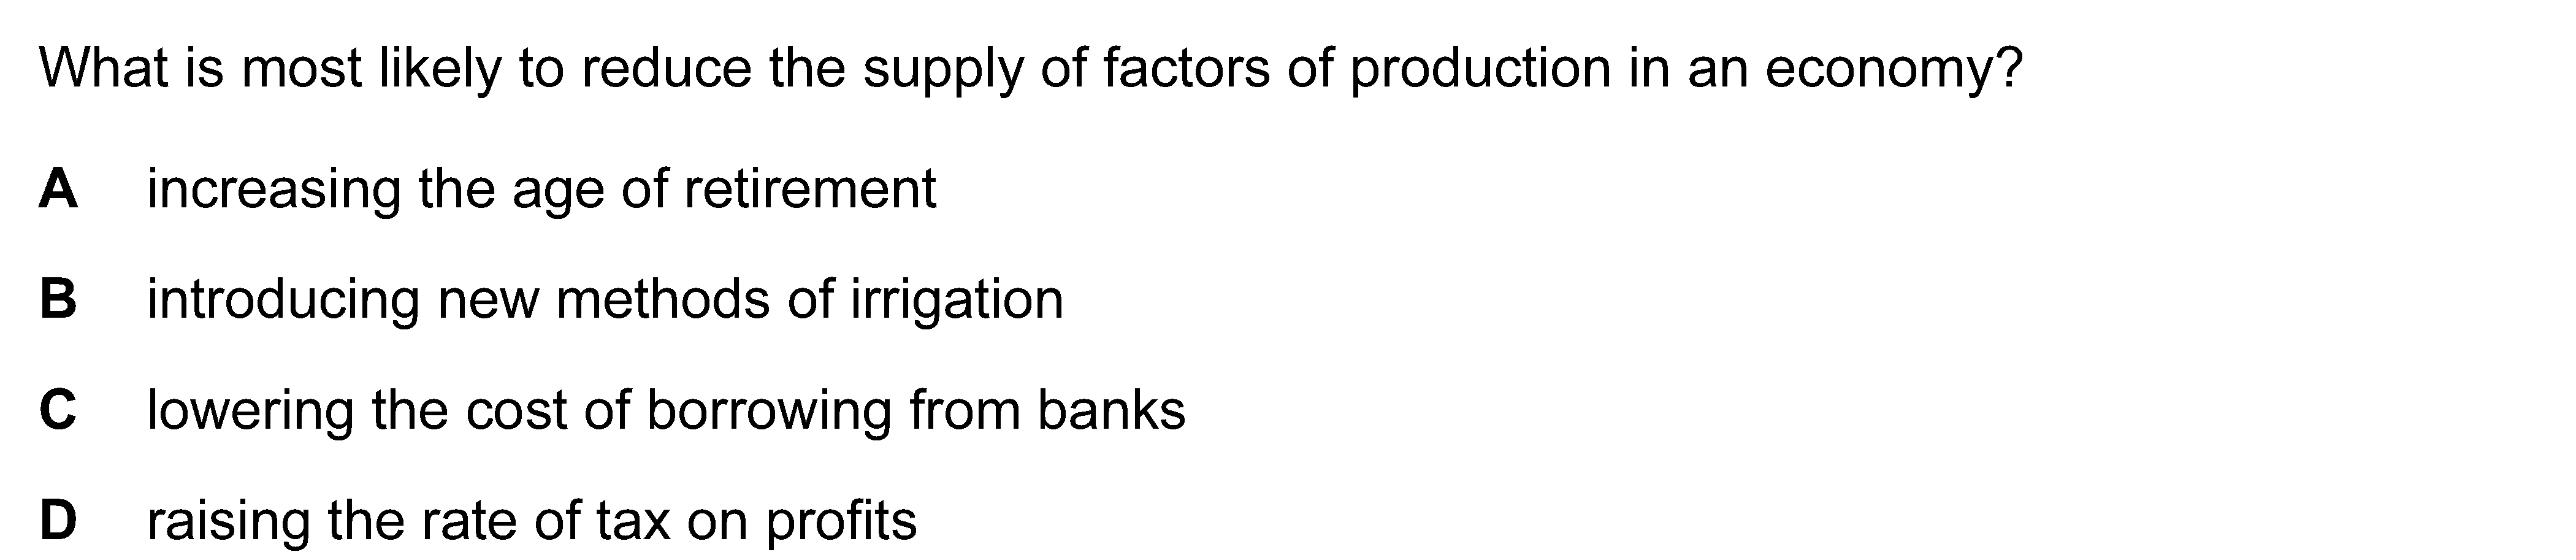 What is most likely to reduce the supply of factors of production in an economy?
A increasing the age of retirement
B introducing new methods of irrigation
C lowering the cost of borrowing from banks
D raising the rate of tax on profits